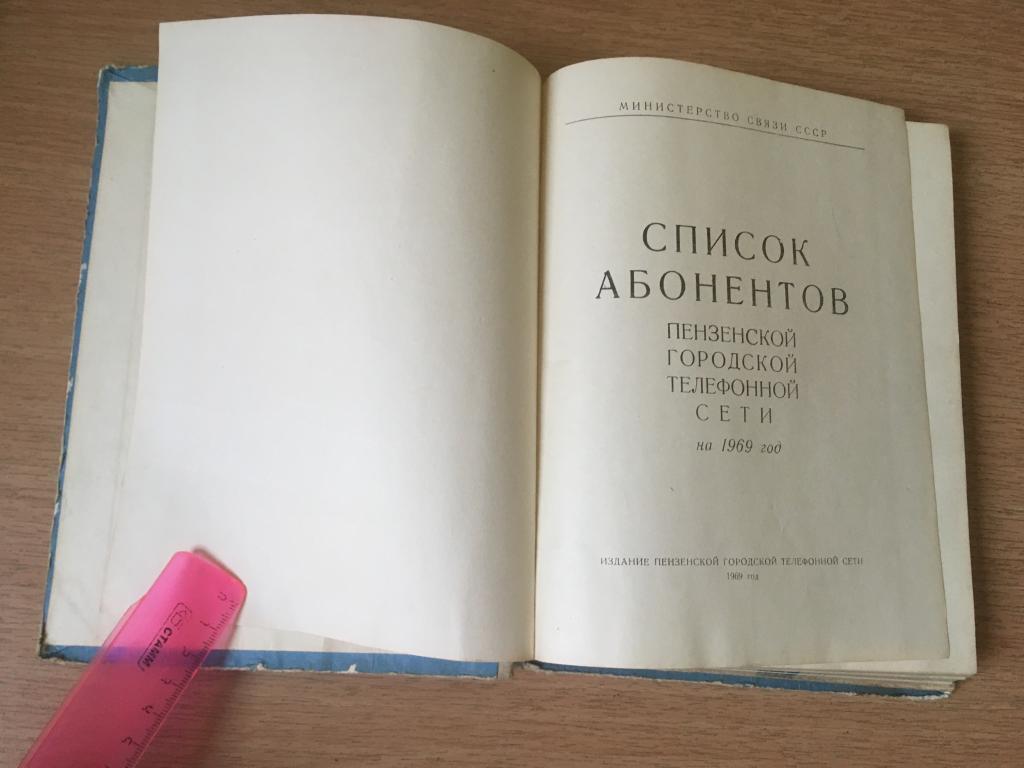 МИНИСТЕРСТВО СВЯЗИ СССР
СПИСОК
АБОНЕНТОВ
ПЕНЗЕНСКОЙ
ГОРОДСКОЙ
ТЕЛЕФОННОЙ
СЕТИ
на 1969 год
ИЗДАНИЕ ПЕНЗЕНСКОЙ ГОРОДСКОЙ ТЕЛЕФОННОЙ СЕТИ
1969 год
СТАММ